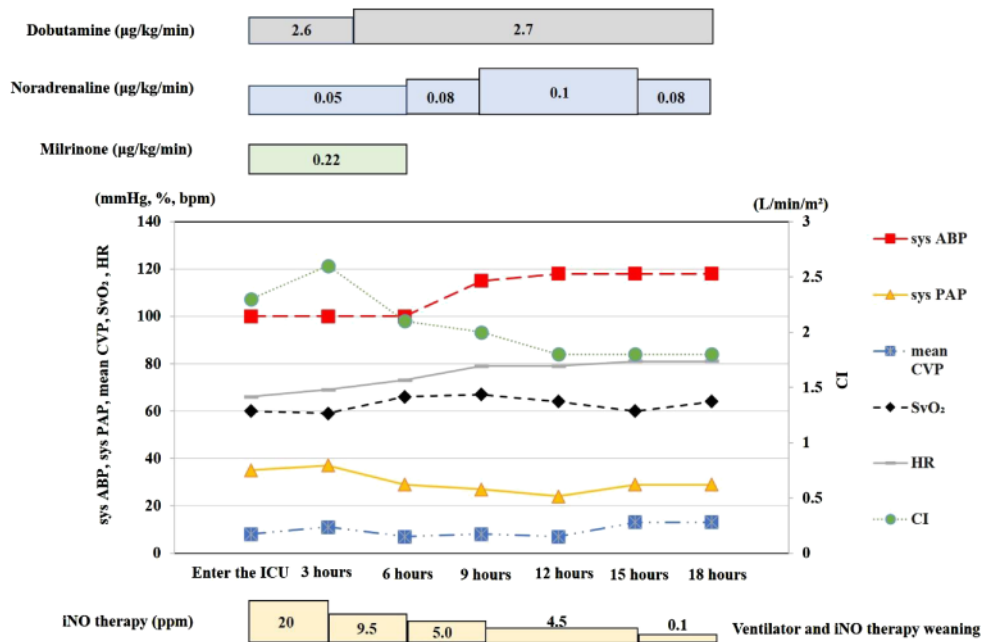 Dobutamine (µg/kg/min)
2.6
2.7
Noradrenaline (µg/kg/min)
0.05
0.08
0.1
0.08
Milrinone (µg/kg/min)
0.22
(mmHg, %, bpm)
(L/min/m²)
sys ABP, sys PAP, mean CVP, SvO₂, HR
140
120
100
80
60
40
20
0
3
2.5
2
1.5
1
0.5
0
CI
sys ABP
sys PAP
mean
CVP
SvO₂
HR
CI
Enter the ICU 3 hours 6 hours 9 hours 12 hours 15 hours 18 hours
iNO therapy (ppm)
20
9.5
5.0
4.5
0.1
Ventilator and iNO therapy weaning